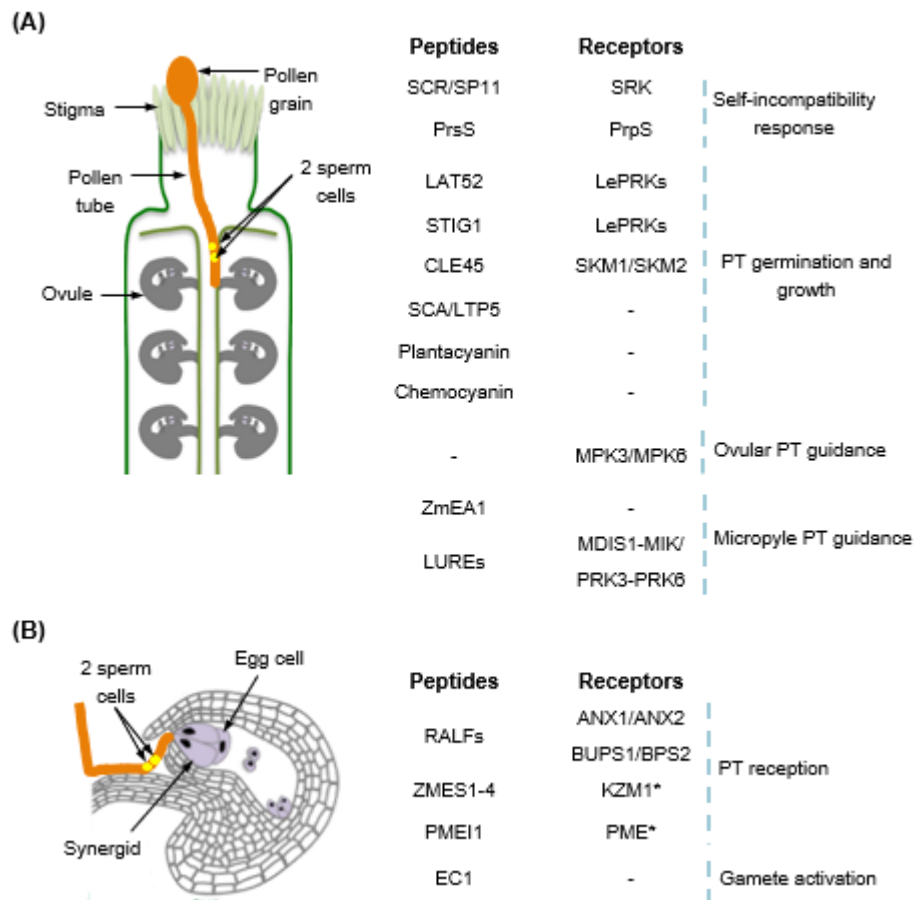 (A)
Peptides Receptors
Pollen
grain
Stigma
SCR/SP11 SRK
Self-incompatibility
response
PrsS PrpS
2 sperm
cells
Pollen
tube
LAT52 LePRKs
STIG1 LePRKs
CLE45 SKM1/SKM2
PT germination and
growth
Ovule
SCA/LTP5 -
Plantacyanin -
Chemocyanin -
- MPK3/MPK6
Ovular PT guidance
ZmEA1 -
LUREs
MDIS1-MIK/
PRK3-PRK6
Micropyle PT guidance
(B)
2 sperm
cells
Egg cell
Synergid
Peptides Receptors
RALFs
ANX1/ANX2
BUPS1/BPS2
ZMES1-4 KZM1*
PMEI1 PME*
PT reception
EC1 -
Gamete activation